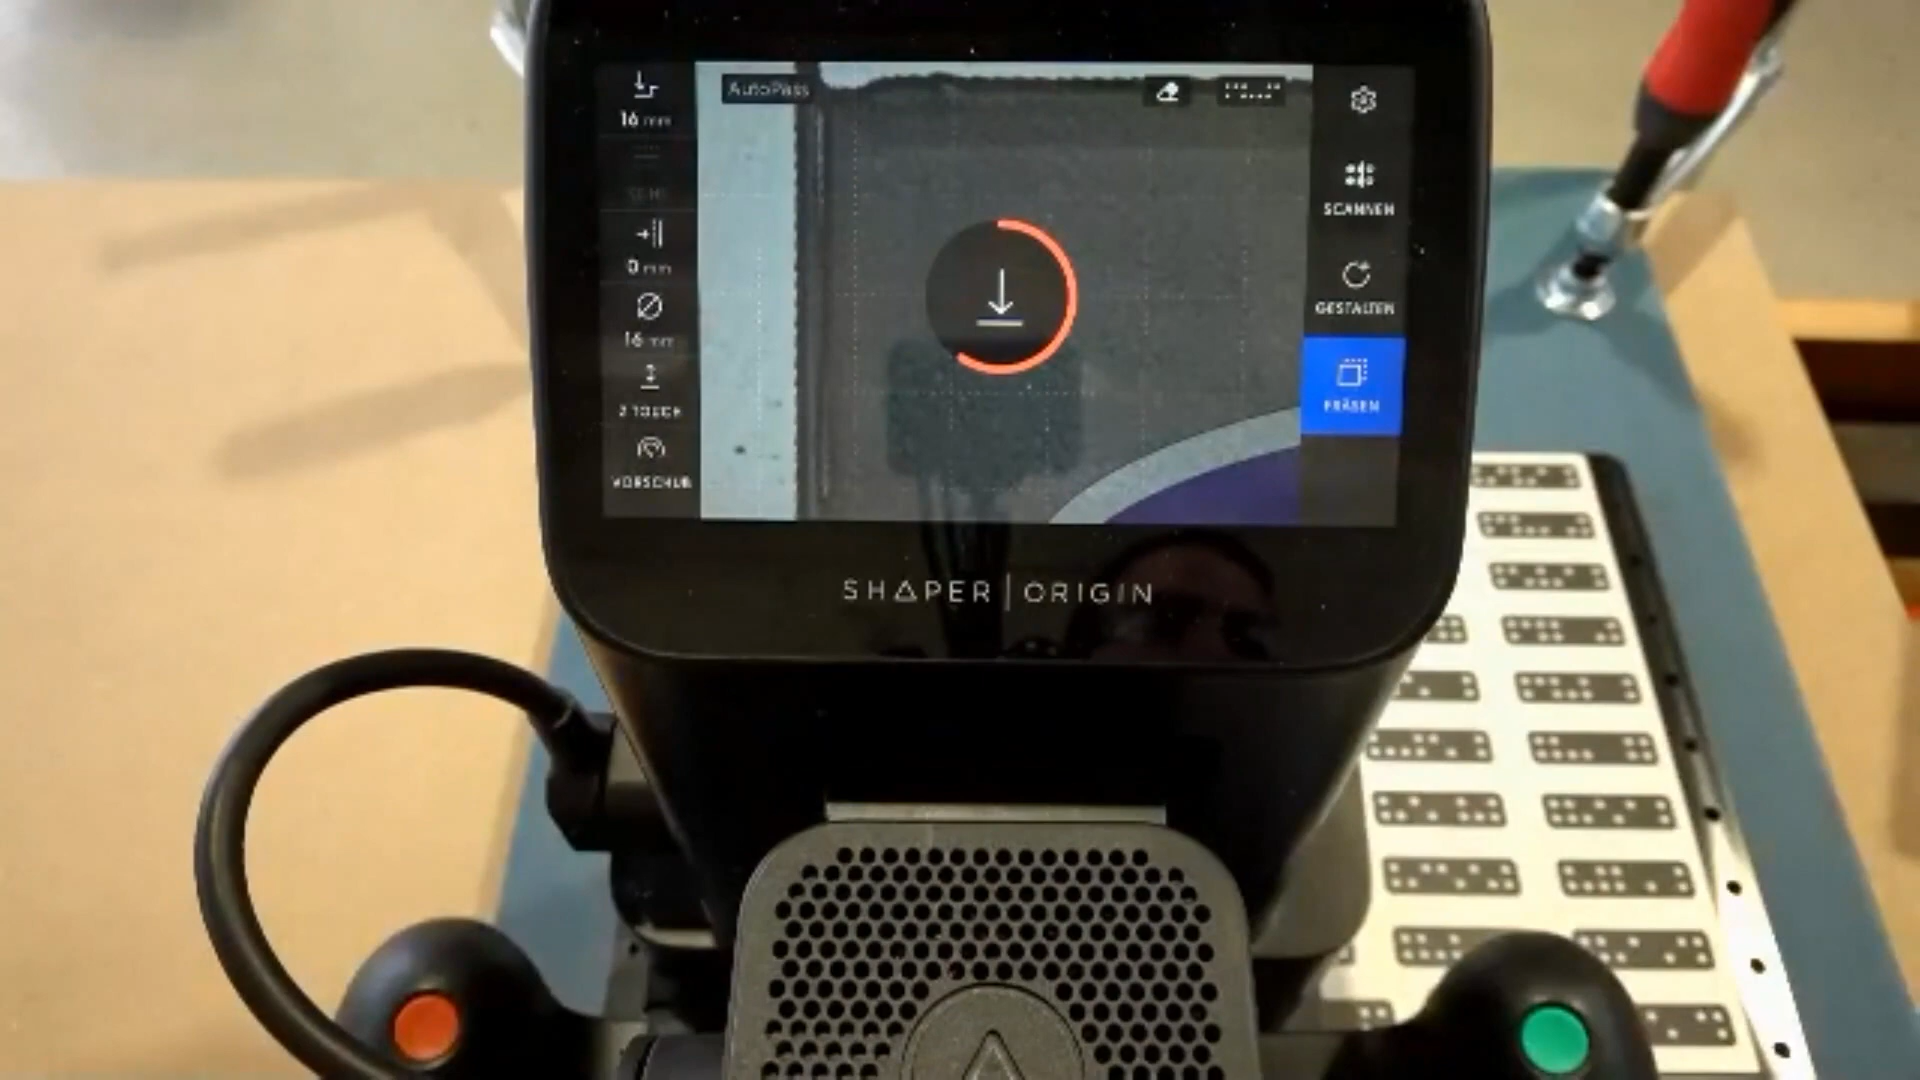 AutoPass
16 mm
SCANNEN
0 mm
GESTALTEN
16 mm
FRÄSEN
Z TOUCH
VORSCHUB
SHAPER | ORIGIN